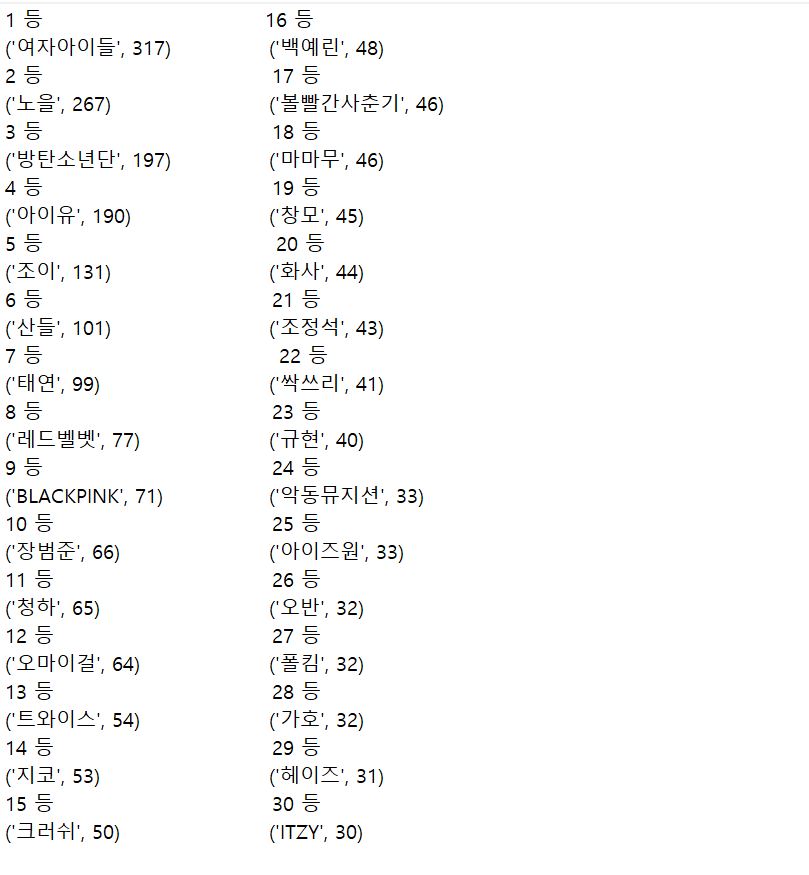 1 등
('여자아이들', 317)
2 등
('노을', 267)
3 등
('방탄소년단', 197)
4 등
('아이유', 190)
5 등
('조이', 131)
6 등
('산들', 101)
7 등
('태연', 99)
8 등
('레드벨벳', 77)
9 등
('BLACKPINK', 71)
10 등
('장범준', 66)
11 등
('청하', 65)
12 등
('오마이걸', 64)
13 등
('트와이스', 54)
14 등
('지코', 53)
15 등
('크러쉬', 50)
16 등
('백예린', 48)
17 등
('볼빨간사춘기', 46)
18 등
('마마무', 46)
19 등
('창모', 45)
20 등
('화사', 44)
21 등
('조정석', 43)
22 등
('싹쓰리', 41)
23 등
('규현', 40)
24 등
('악동뮤지션', 33)
25 등
('아이즈원', 33)
26 등
('오반', 32)
27 등
('폴킴', 32)
28 등
('가호', 32)
29 등
('헤이즈', 31)
30 등
('ITZY', 30)